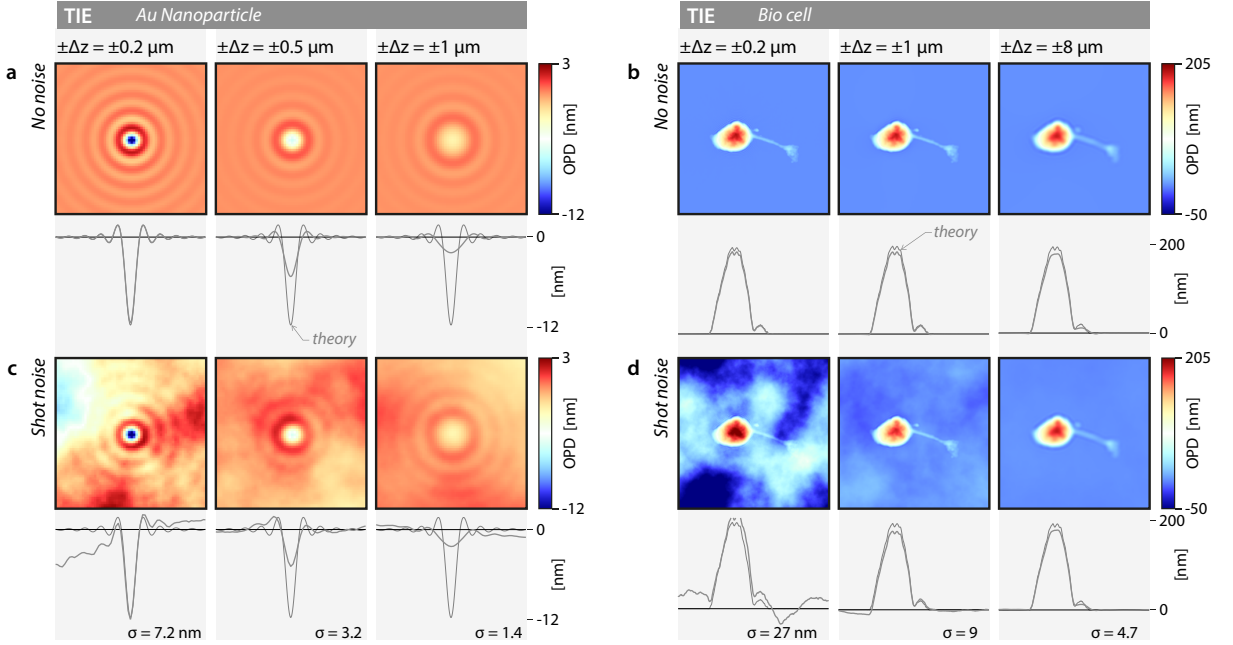 TIE Au Nanoparticle
±Δz = ±0.2 µm ±Δz = ±0.5 µm ±Δz = ±1 µm
a
No noise
3
OPD [nm]
-12
0
[nm]
-12
theory
c
Shot noise
3
OPD [nm]
-12
0
[nm]
-12
σ = 7.2 nm σ = 3.2 σ = 1.4
TIE Bio cell
±Δz = ±0.2 µm ±Δz = ±1 µm ±Δz = ±8 µm
b
No noise
205
OPD [nm]
-50
theory
200
[nm]
0
d
Shot noise
205
OPD [nm]
-50
200
[nm]
0
σ = 27 nm σ = 9 σ = 4.7